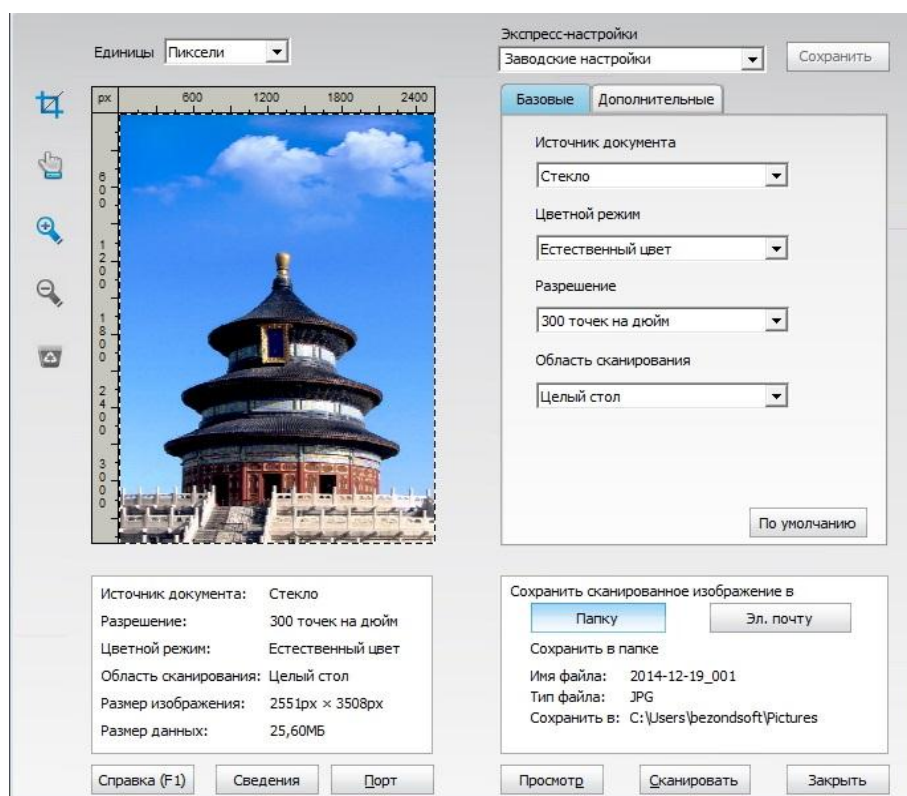 Единицы Пиксели
px 600 1200 1800 2400
600
1200
1800
2400
3000
Источник документа: Стекло
Разрешение: 300 точек на дюйм
Цветной режим: Естественный цвет
Область сканирования: Целый стол
Размер изображения: 2551px × 3508px
Размер данных: 25,60МБ
Справка (F1) Сведения Порт
Экспресс-настройки
Заводские настройки Сохранить
Базовые Дополнительные
Источник документа
Стекло
Цветной режим
Естественный цвет
Разрешение
300 точек на дюйм
Область сканирования
Целый стол
По умолчанию
Сохранить сканированное изображение в
Папку Эл. почту
Сохранить в папке
Имя файла: 2014-12-19_001
Тип файла: JPG
Сохранить в: C:\Users\bezondsoft\Pictures
Просмотр Сканировать Закрыть